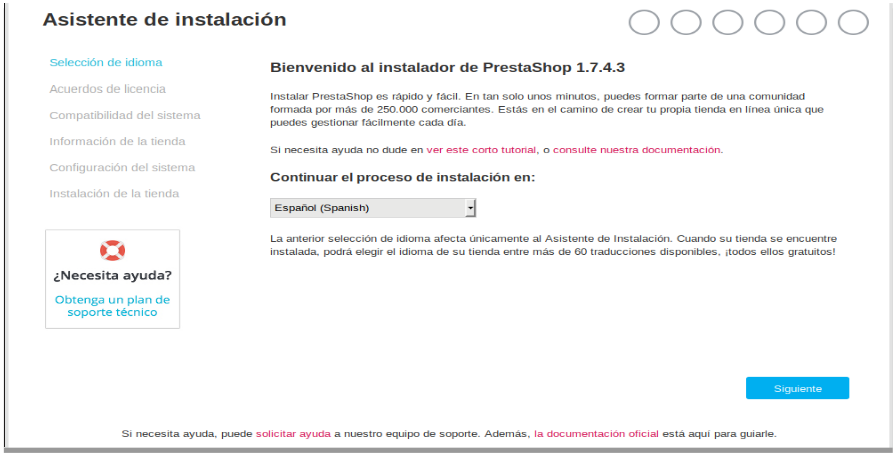 Asistente de instalación
Selección de idioma
Acuerdos de licencia
Compatibilidad del sistema
Información de la tienda
Configuración del sistema
Instalación de la tienda
¿Necesita ayuda?
Obtenga un plan de
soporte técnico
Bienvenido al instalador de PrestaShop 1.7.4.3
Instalar PrestaShop es rápido y fácil. En tan solo unos minutos, puedes formar parte de una comunidad
formada por más de 250.000 comerciantes. Estás en el camino de crear tu propia tienda en línea única que
puedes gestionar fácilmente cada día.
Si necesita ayuda no dude en ver este corto tutorial, o consulte nuestra documentación.
Continuar el proceso de instalación en:
Español (Spanish)
La anterior selección de idioma afecta únicamente al Asistente de Instalación. Cuando su tienda se encuentre
instalada, podrá elegir el idioma de su tienda entre más de 60 traducciones disponibles, ¡todos ellos gratuitos!
Siguiente
Si necesita ayuda, puede solicitar ayuda a nuestro equipo de soporte. Además, la documentación oficial está aquí para guiarle.